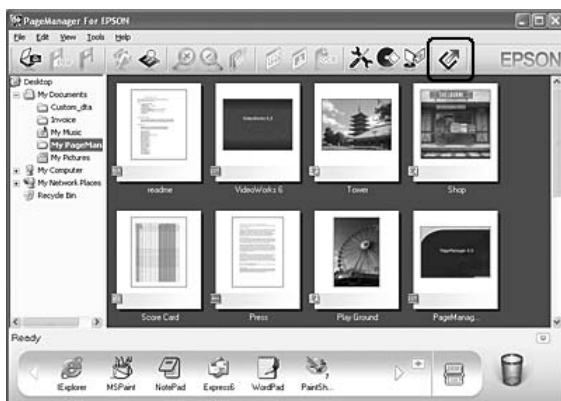 PageManager For EPSON
File Edit View Tools Help
EPSON
Desktop
My Documents
Custom_dta
Invoice
My Music
My PageMan
My Pictures
My Computer
My Network Places
Recycle Bin
readme
VideoWorks 6
Tower
Shop
Score Card
Press
Play Ground
PageManag...
Ready
IExplorer
MSPaint
NotePad
Express6
WordPad
PaintSh...